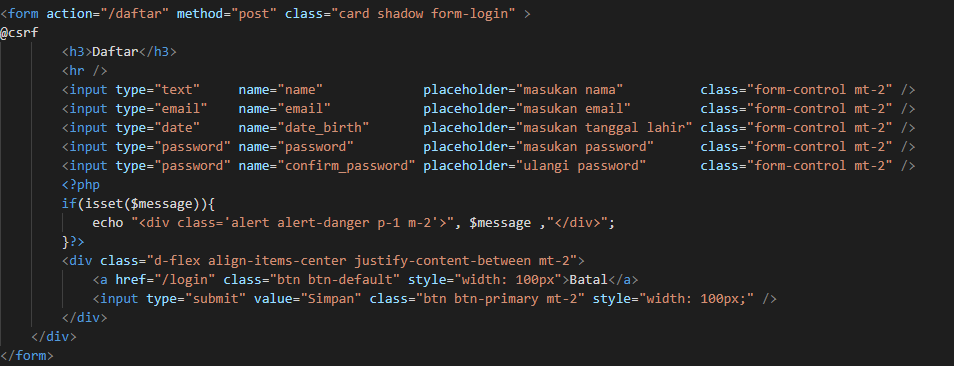 <form action="/daftar" method="post" class="card shadow form-login" >
@csrf
<h3>Daftar</h3>
<hr />
<input type="text" name="name" placeholder="masukan nama" class="form-control mt-2" />
<input type="email" name="email" placeholder="masukan email" class="form-control mt-2" />
<input type="date" name="date_birth" placeholder="masukan tanggal lahir" class="form-control mt-2" />
<input type="password" name="password" placeholder="masukan password" class="form-control mt-2" />
<input type="password" name="confirm_password" placeholder="ulangi password" class="form-control mt-2" />
<?php
if(isset($message)){
echo "<div class='alert alert-danger p-1 m-2'>", $message ,"</div>";
}?>
<div class="d-flex align-items-center justify-content-between mt-2">
<a href="/login" class="btn btn-default" style="width: 100px">Batal</a>
<input type="submit" value="Simpan" class="btn btn-primary mt-2" style="width: 100px;" />
</div>
</div>
</form>